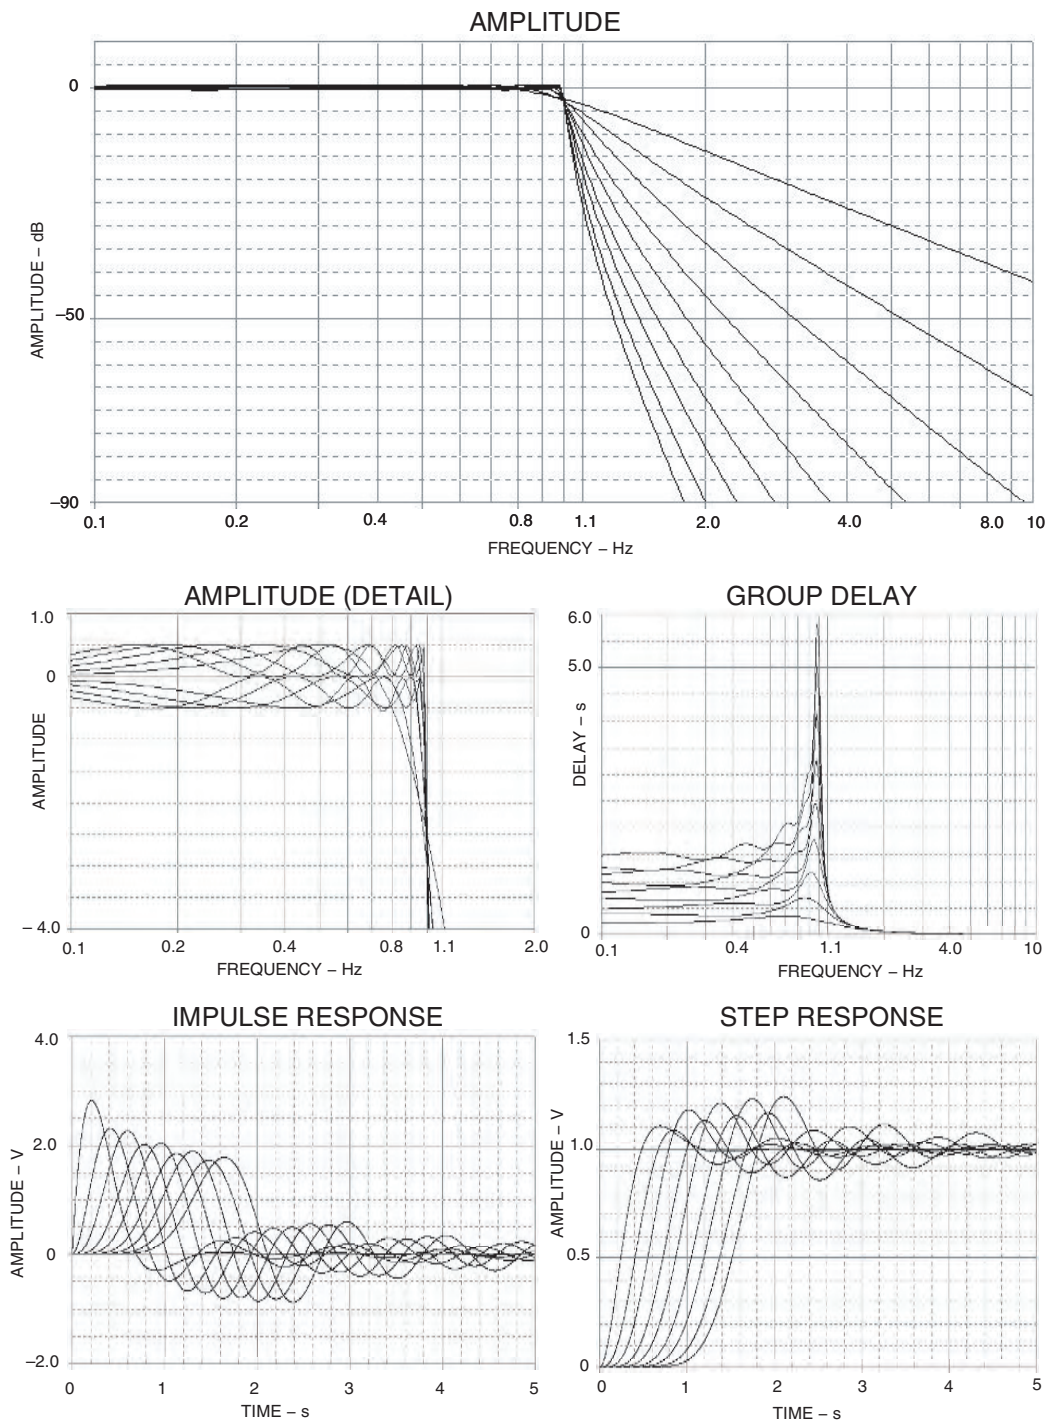 AMPLITUDE
0
–50
–90
AMPLITUDE – dB
0.1 0.2 0.4 0.8 1.1 2.0 4.0 8.0 10
FREQUENCY – Hz
AMPLITUDE (DETAIL)
1.0
0
– 4.0
AMPLITUDE
0.1 0.2 0.4 0.8 1.1 2.0
FREQUENCY – Hz
GROUP DELAY
6.0
5.0
0
DELAY – s
0.1 0.4 1.1 4.0 10
FREQUENCY – Hz
IMPULSE RESPONSE
4.0
2.0
0
–2.0
AMPLITUDE – V
0 1 2 3 4 5
TIME – s
STEP RESPONSE
1.5
1.0
0.5
0
AMPLITUDE – V
0 1 2 3 4 5
TIME – s